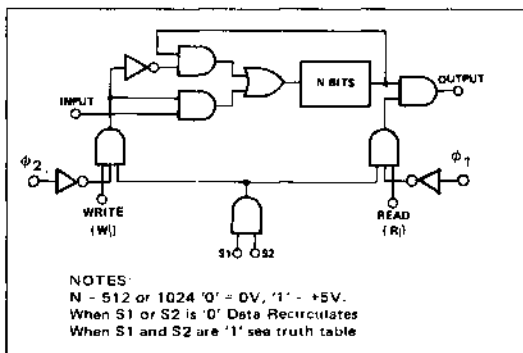 N BITS
OUTPUT
INPUT
ϕ2
ϕ1
WRITE
(W)
READ
(R)
S1 S2
NOTES:
N – 512 or 1024 '0' = 0V, '1' – +5V.
When S1 or S2 is '0' Data Recirculates
When S1 and S2 are '1' see truth table